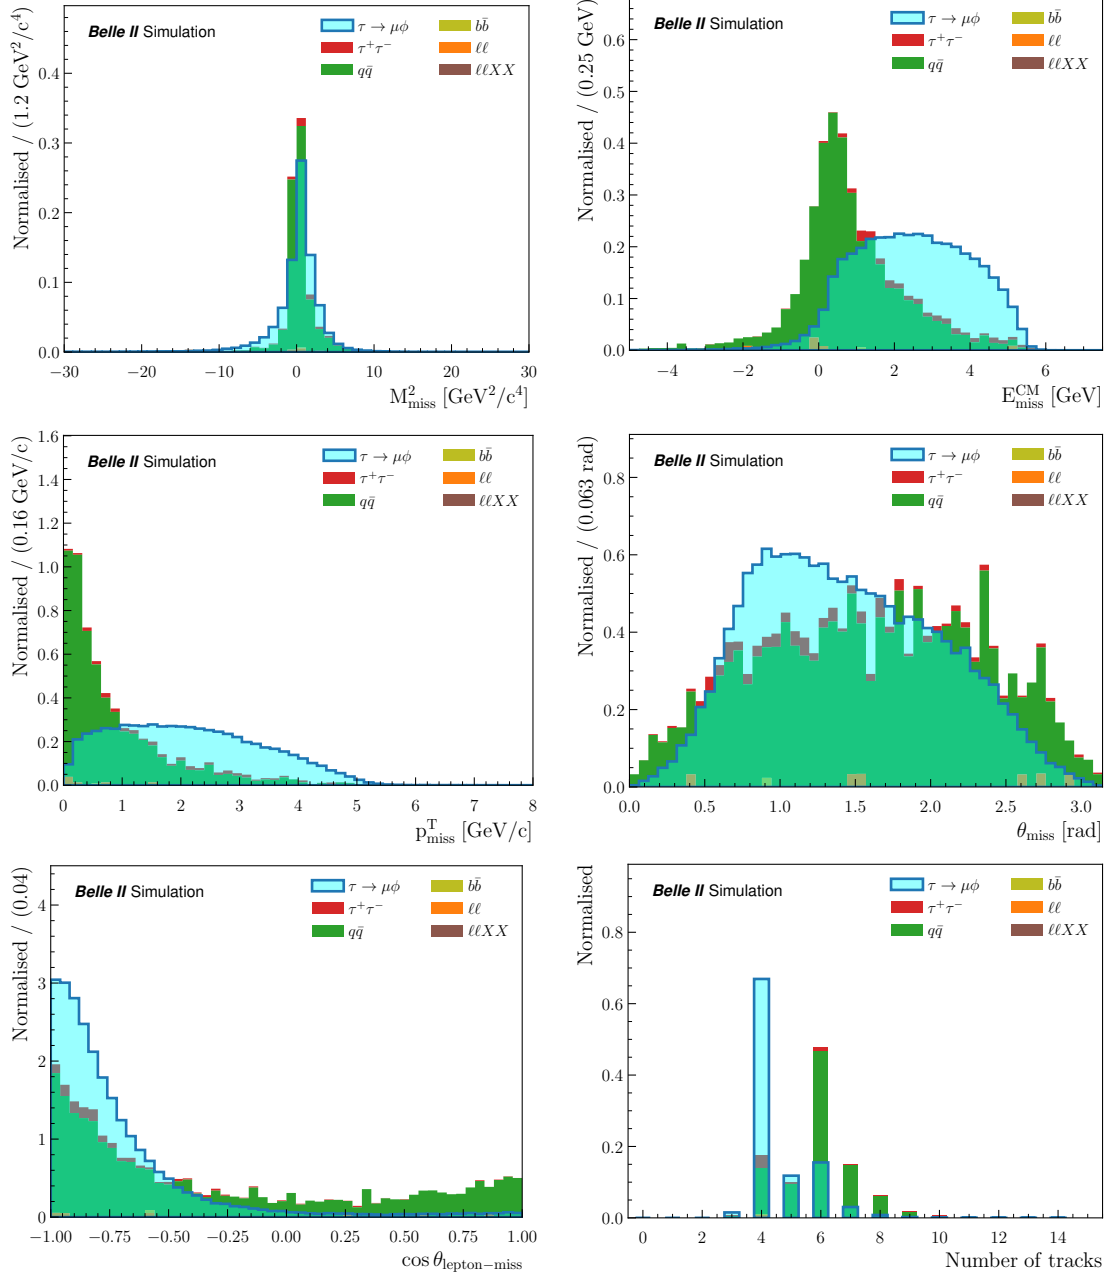 Normalised / (1.2 GeV²/c⁴)
Belle II Simulation
τ → μϕ
τ⁺τ⁻
qq̄
bb̄
ℓℓ
ℓℓXX
0.4
0.3
0.2
0.1
0.0
−30 −20 −10 0 10 20 30
M²miss [GeV²/c⁴]
Normalised / (0.25 GeV)
Belle II Simulation
τ → μϕ
τ⁺τ⁻
qq̄
bb̄
ℓℓ
ℓℓXX
0.6
0.5
0.4
0.3
0.2
0.1
0.0
−4 −2 0 2 4 6
E^CM_miss [GeV]
Normalised / (0.16 GeV/c)
Belle II Simulation
τ → μϕ
τ⁺τ⁻
qq̄
bb̄
ℓℓ
ℓℓXX
1.6
1.4
1.2
1.0
0.8
0.6
0.4
0.2
0.0
0 1 2 3 4 5 6 7 8
p^T_miss [GeV/c]
Normalised / (0.063 rad)
Belle II Simulation
τ → μϕ
τ⁺τ⁻
qq̄
bb̄
ℓℓ
ℓℓXX
0.8
0.6
0.4
0.2
0.0
0.0 0.5 1.0 1.5 2.0 2.5 3.0
θmiss [rad]
Normalised / (0.04)
Belle II Simulation
τ → μϕ
τ⁺τ⁻
qq̄
bb̄
ℓℓ
ℓℓXX
4
3
2
1
0
−1.00 −0.75 −0.50 −0.25 0.00 0.25 0.50 0.75 1.00
cos θlepton−miss
Normalised
Belle II Simulation
τ → μϕ
τ⁺τ⁻
qq̄
bb̄
ℓℓ
ℓℓXX
0.8
0.6
0.4
0.2
0.0
0 2 4 6 8 10 12 14
Number of tracks